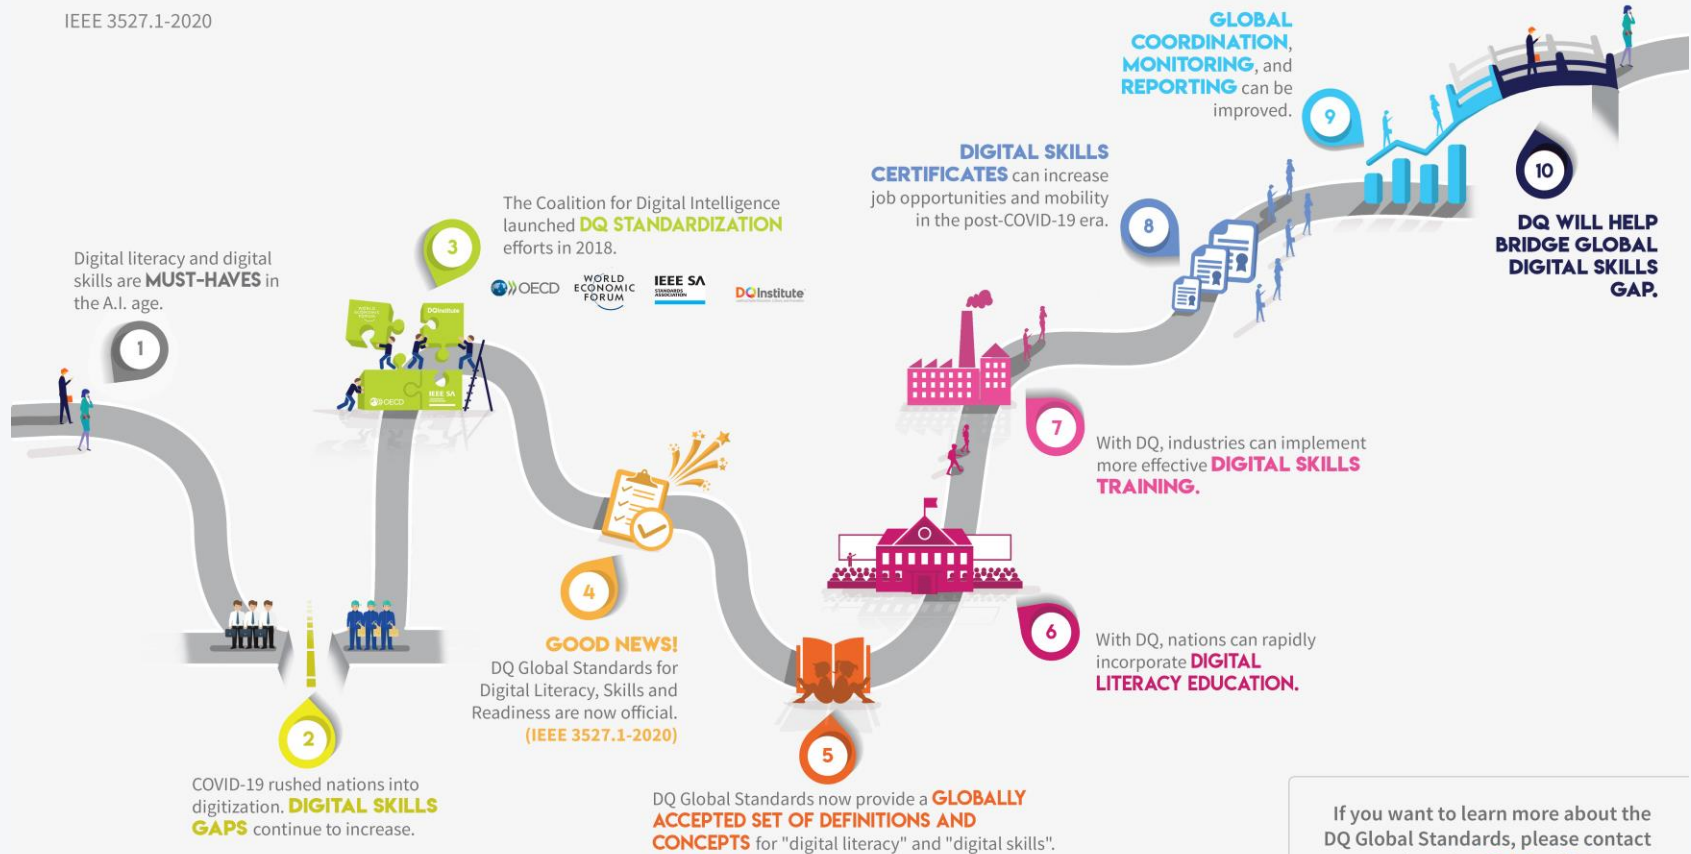 IEEE 3527.1-2020
Digital literacy and digital
skills are MUST-HAVES in
the A.I. age.
1
COVID-19 rushed nations into
digitization. DIGITAL SKILLS
GAPS continue to increase.
2
The Coalition for Digital Intelligence
launched DQ STANDARDIZATION
efforts in 2018.
OECD
WORLD
ECONOMIC
FORUM
IEEE SA
STANDARDS
ASSOCIATION
DQInstitute
3
DQInstitute
OECD
IEEE SA
4
GOOD NEWS!
DQ Global Standards for
Digital Literacy, Skills and
Readiness are now official.
(IEEE 3527.1-2020)
5
DQ Global Standards now provide a GLOBALLY
ACCEPTED SET OF DEFINITIONS AND
CONCEPTS for "digital literacy" and "digital skills".
6
With DQ, nations can rapidly
incorporate DIGITAL
LITERACY EDUCATION.
7
With DQ, industries can implement
more effective DIGITAL SKILLS
TRAINING.
DIGITAL SKILLS
CERTIFICATES can increase
job opportunities and mobility
in the post-COVID-19 era.
8
GLOBAL
COORDINATION,
MONITORING, and
REPORTING can be
improved.
9
10
DQ WILL HELP
BRIDGE GLOBAL
DIGITAL SKILLS
GAP.
If you want to learn more about the
DQ Global Standards, please contact